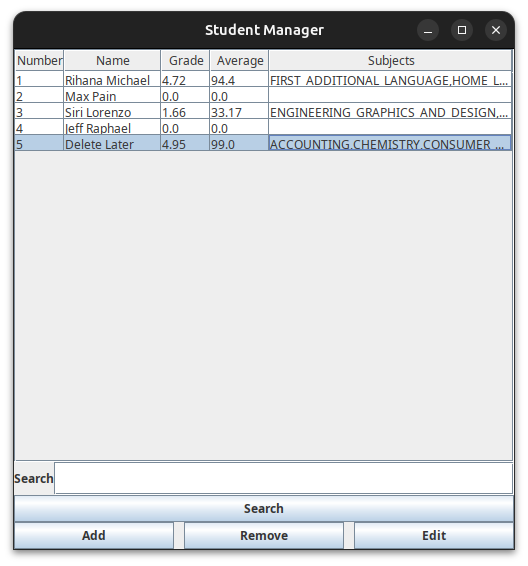 Student Manager
Number Name Grade Average Subjects
1 Rihana Michael 4.72 94.4 FIRST_ADDITIONAL_LANGUAGE,HOME_L...
2 Max Pain 0.0 0.0
3 Siri Lorenzo 1.66 33.17 ENGINEERING_GRAPHICS_AND_DESIGN,...
4 Jeff Raphael 0.0 0.0
5 Delete Later 4.95 99.0 ACCOUNTING,CHEMISTRY,CONSUMER_...
Search
Search
Add Remove Edit